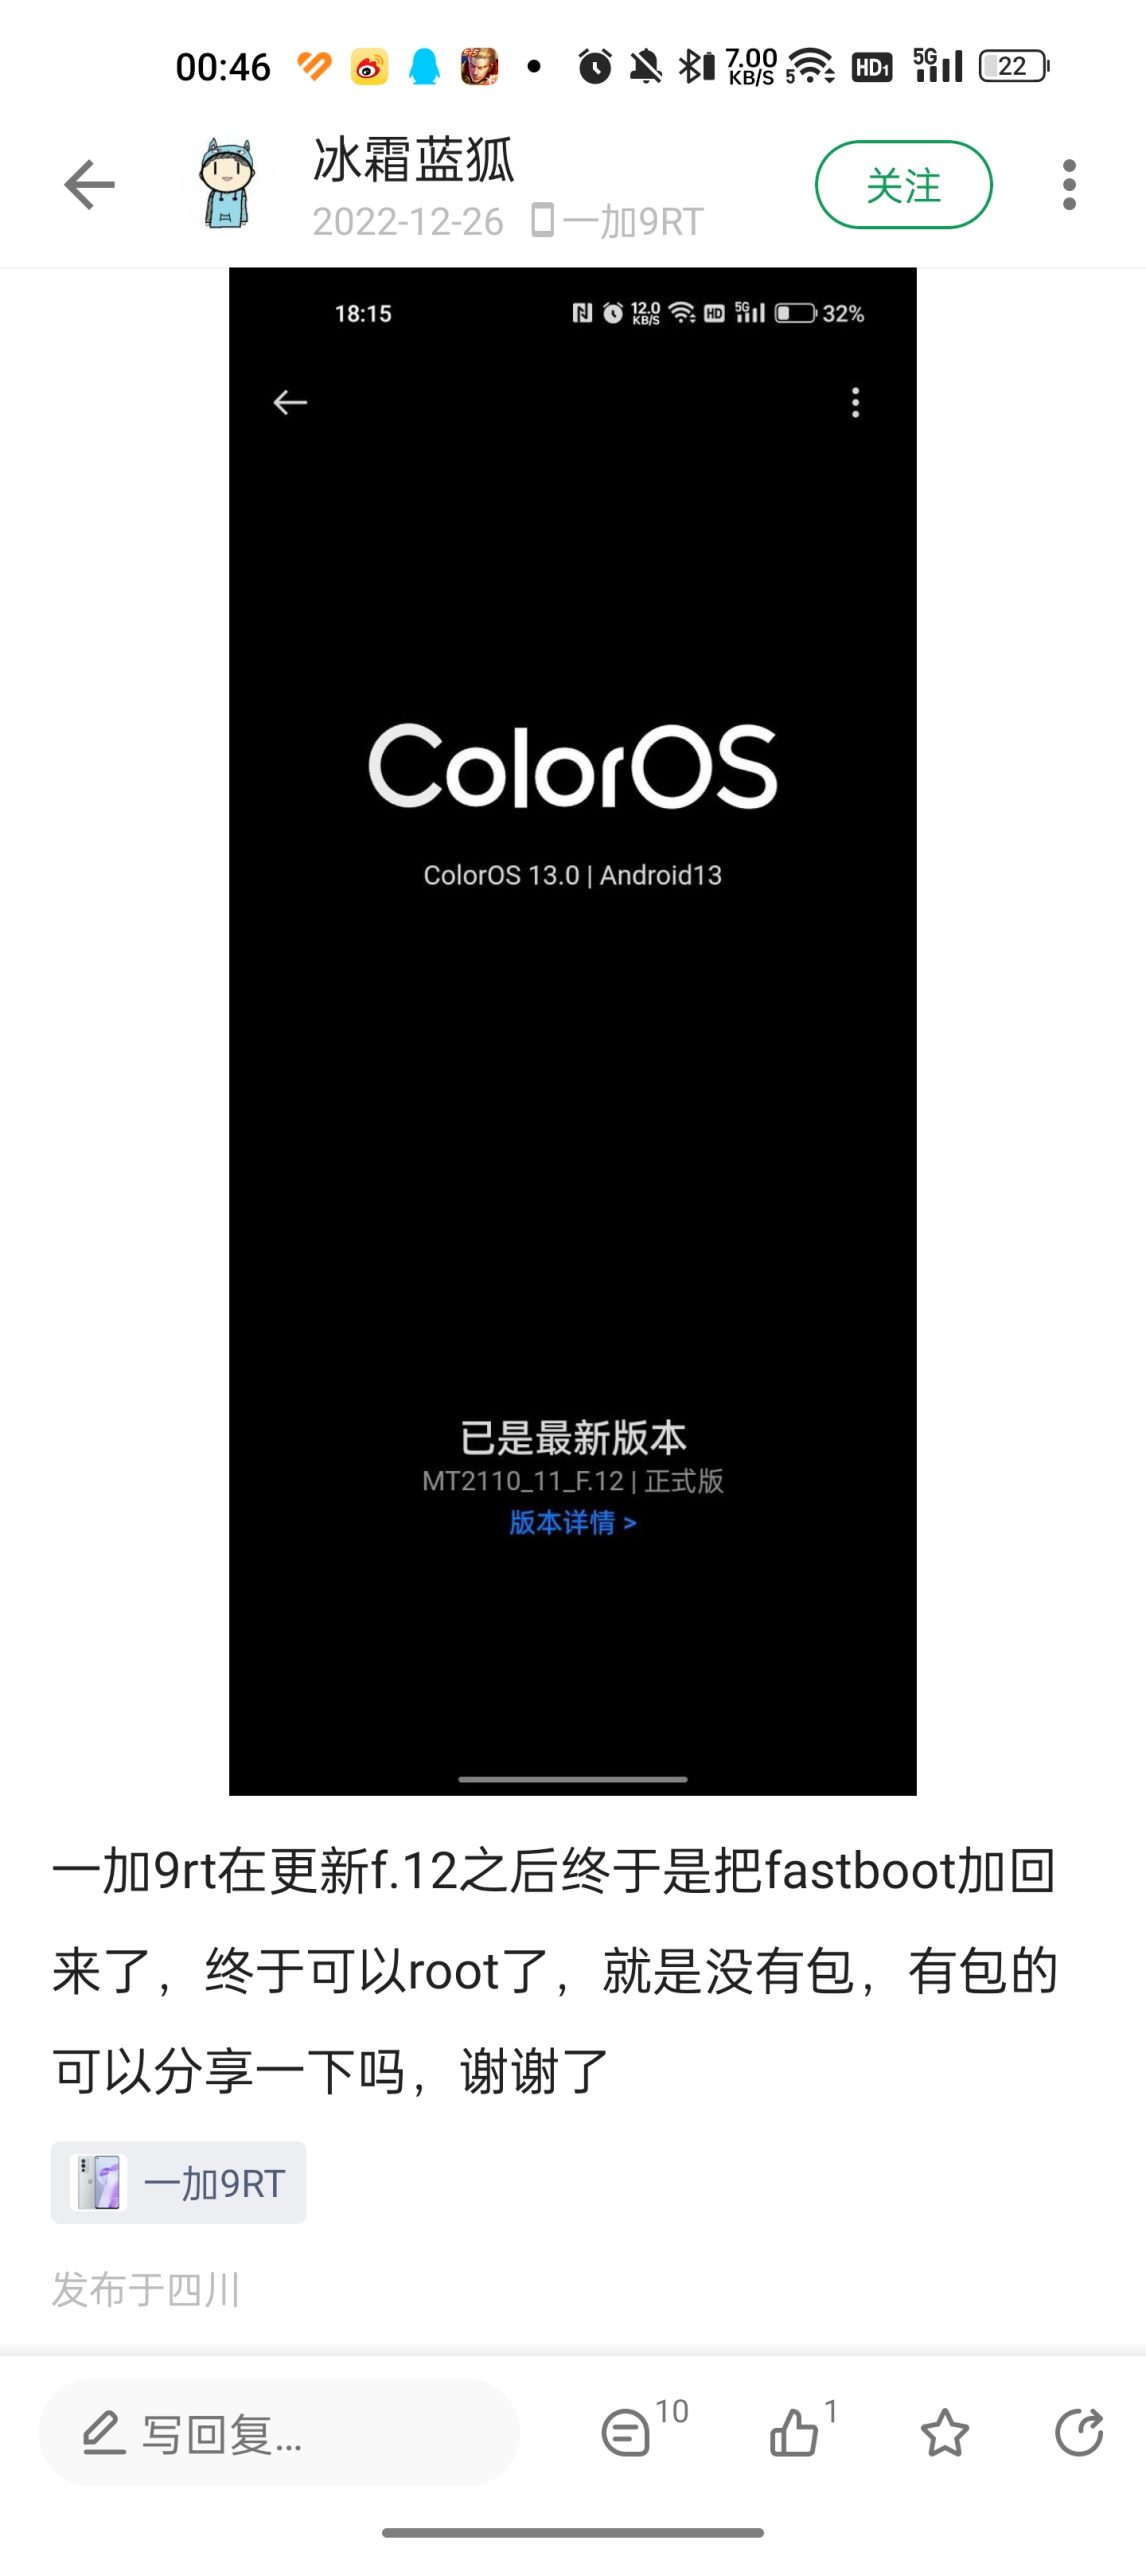 00:46 7.00 KB/S 5 HD1 5G 22
冰霜蓝狐
2022-12-26 一加9RT
关注
18:15 12.0 KB/S HD 5G 32%
ColorOS
ColorOS 13.0 | Android13
已是最新版本
MT2110_11_F.12 | 正式版
版本详情 >
一加9rt在更新f.12之后终于是把fastboot加回
来了，终于可以root了，就是没有包，有包的
可以分享一下吗，谢谢了
一加9RT
发布于四川
写回复... 10 1